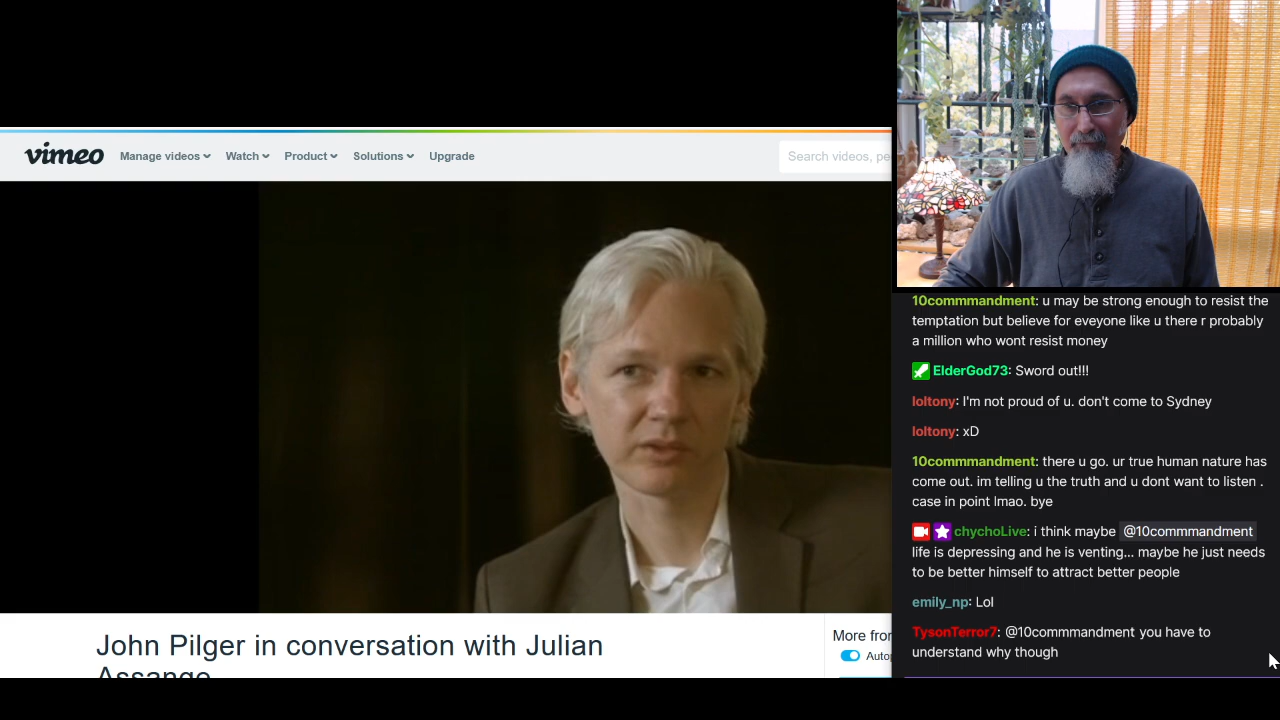 vimeo
Manage videos
Watch
Product
Solutions
Upgrade
Search videos, pe
John Pilger in conversation with Julian
Assange
More fror
Autop
10commmandment: u may be strong enough to resist the
temptation but believe for eveyone like u there r probably
a million who wont resist money
ElderGod73: Sword out!!!
loltony: I'm not proud of u. don't come to Sydney
loltony: xD
10commmandment: there u go. ur true human nature has
come out. im telling u the truth and u dont want to listen .
case in point lmao. bye
chychoLive: i think maybe @10commmandment
life is depressing and he is venting... maybe he just needs
to be better himself to attract better people
emily_np: Lol
TysonTerror7: @10commmandment you have to
understand why though